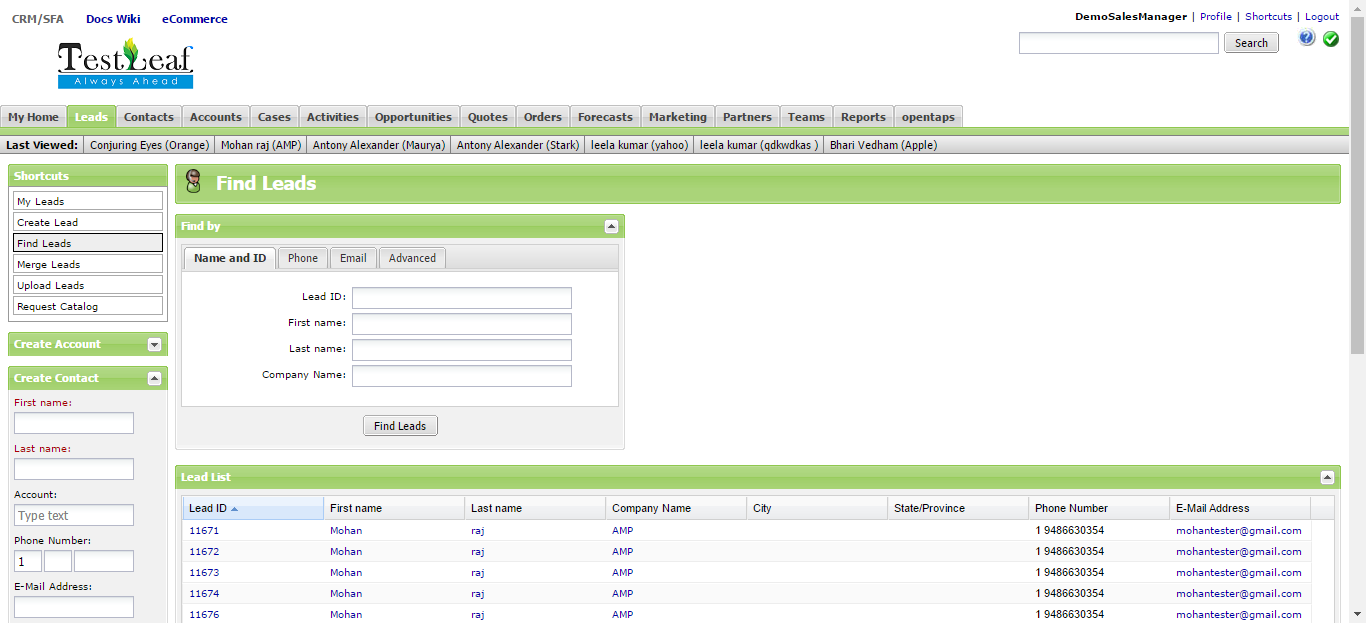 CRM/SFA Docs Wiki eCommerce
DemoSalesManager | Profile | Shortcuts | Logout
TestLeaf
Always Ahead
Search
My Home Leads Contacts Accounts Cases Activities Opportunities Quotes Orders Forecasts Marketing Partners Teams Reports opentaps
Last Viewed: Conjuring Eyes (Orange) Mohan raj (AMP) Antony Alexander (Maurya) Antony Alexander (Stark) leela kumar (yahoo) leela kumar (qdkwdkas ) Bhari Vedham (Apple)
Shortcuts
My Leads
Create Lead
Find Leads
Merge Leads
Upload Leads
Request Catalog
Create Account
Create Contact
First name:
Last name:
Account:
Type text
Phone Number:
1
E-Mail Address:
Find Leads
Find by
Name and ID Phone Email Advanced
Lead ID:
First name:
Last name:
Company Name:
Find Leads
Lead List
Lead ID First name Last name Company Name City State/Province Phone Number E-Mail Address
11671 Mohan raj AMP 1 9486630354 mohantester@gmail.com
11672 Mohan raj AMP 1 9486630354 mohantester@gmail.com
11673 Mohan raj AMP 1 9486630354 mohantester@gmail.com
11674 Mohan raj AMP 1 9486630354 mohantester@gmail.com
11676 Mohan raj AMP 1 9486630354 mohantester@gmail.com